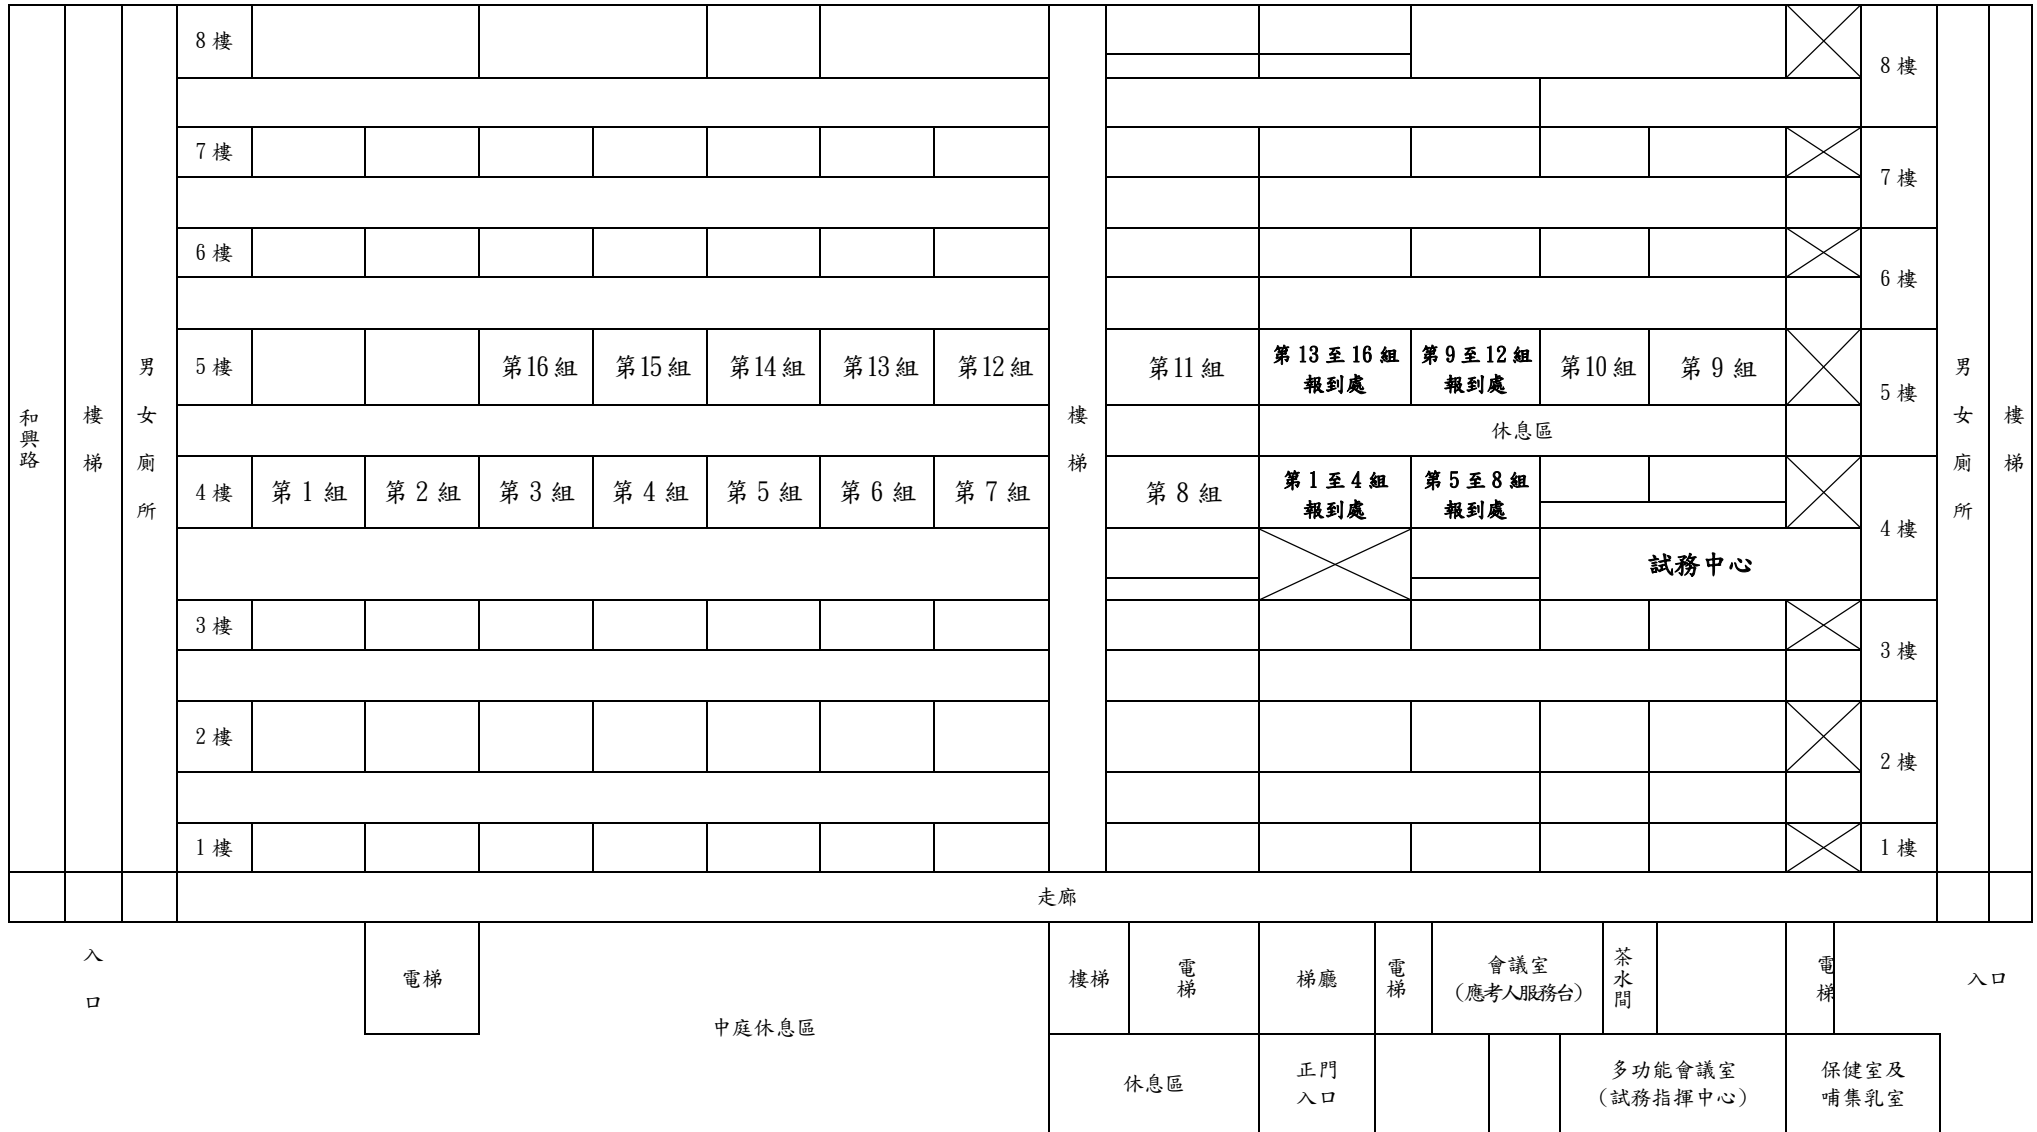 8 樓
8 樓
7 樓
7 樓
6 樓
6 樓
5 樓
第16 組
第15 組
第14 組
第13 組
第12 組
第11 組
第 13 至 16 組
報到處
第 9 至 12 組
報到處
第10 組
第 9 組
5 樓
休息區
和興路
樓梯
男女廁所
樓梯
男女廁所
樓梯
4 樓
第 1 組
第 2 組
第 3 組
第 4 組
第 5 組
第 6 組
第 7 組
第 8 組
第 1 至 4 組
報到處
第 5 至 8 組
報到處
4 樓
試務中心
3 樓
3 樓
2 樓
2 樓
1 樓
1 樓
走廊
入口
電梯
中庭休息區
樓梯
電梯
梯廳
電梯
會議室
(應考人服務台)
茶水間
電梯
入口
休息區
正門
入口
多功能會議室
(試務指揮中心)
保健室及
哺集乳室